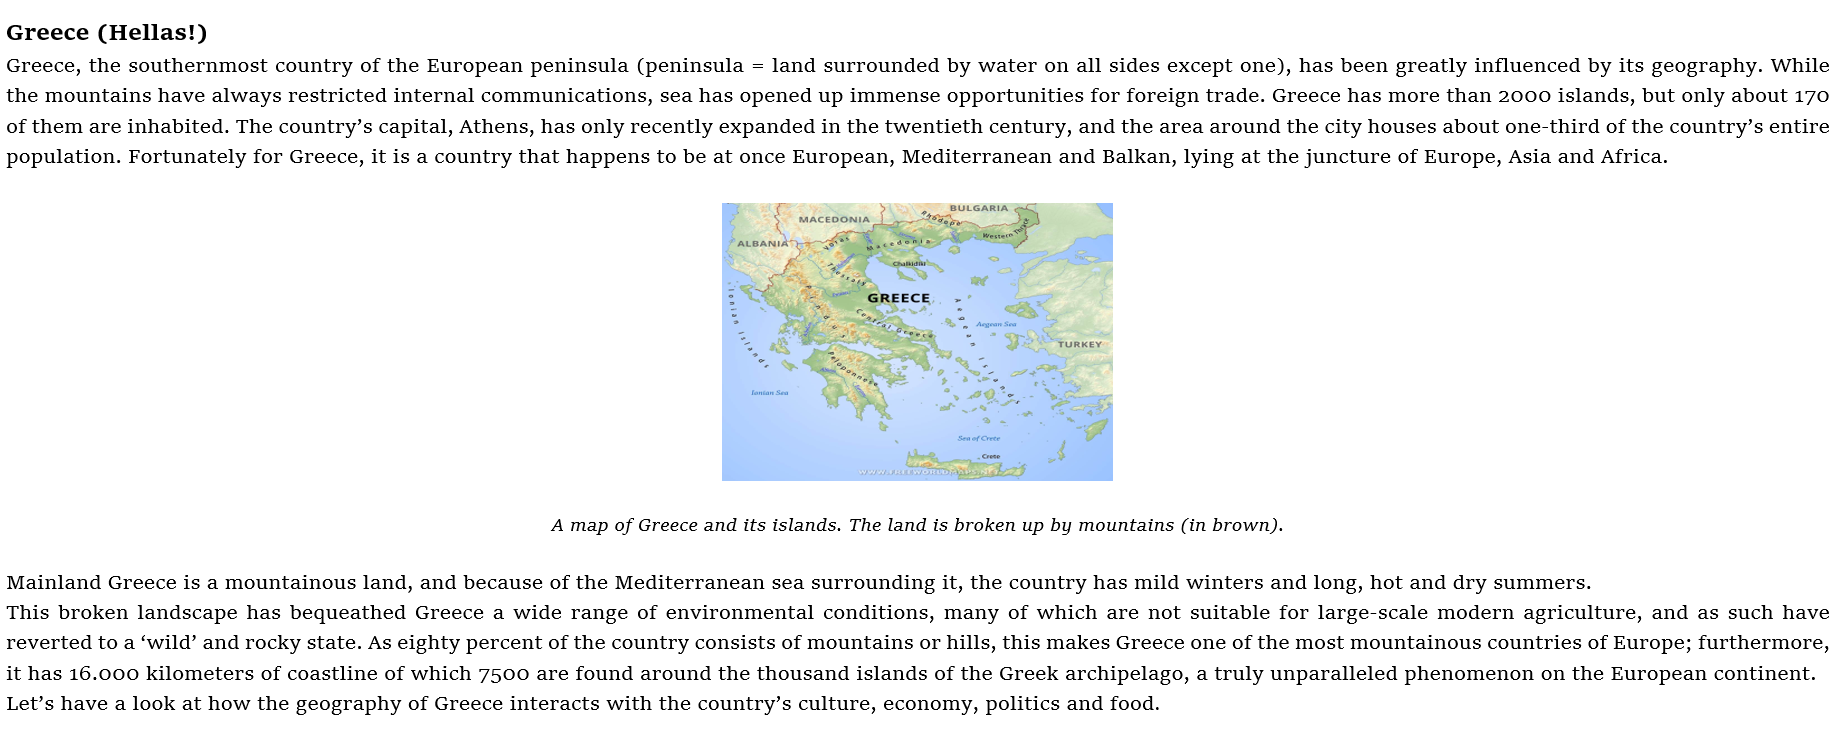 Greece (Hellas!)
Greece, the southernmost country of the European peninsula (peninsula = land surrounded by water on all sides except one), has been greatly influenced by its geography. While
the mountains have always restricted internal communications, sea has opened up immense opportunities for foreign trade. Greece has more than 2000 islands, but only about 170
of them are inhabited. The country’s capital, Athens, has only recently expanded in the twentieth century, and the area around the city houses about one-third of the country’s entire
population. Fortunately for Greece, it is a country that happens to be at once European, Mediterranean and Balkan, lying at the juncture of Europe, Asia and Africa.
BULGARIA
MACEDONIA
Rhodope
Western Thrace
ALBANIA
Voras
Macedonia
Chalkidiki
Thessaly
GREECE
Ionian Islands
Pindus
Aegean Islands
Central Greece
Aegean Sea
TURKEY
Peloponnese
Ionian Sea
Sea of Crete
Crete
WWW.FREEWORLDMAPS.NET
A map of Greece and its islands. The land is broken up by mountains (in brown).
Mainland Greece is a mountainous land, and because of the Mediterranean sea surrounding it, the country has mild winters and long, hot and dry summers.
This broken landscape has bequeathed Greece a wide range of environmental conditions, many of which are not suitable for large-scale modern agriculture, and as such have
reverted to a ‘wild’ and rocky state. As eighty percent of the country consists of mountains or hills, this makes Greece one of the most mountainous countries of Europe; furthermore,
it has 16.000 kilometers of coastline of which 7500 are found around the thousand islands of the Greek archipelago, a truly unparalleled phenomenon on the European continent.
Let’s have a look at how the geography of Greece interacts with the country’s culture, economy, politics and food.